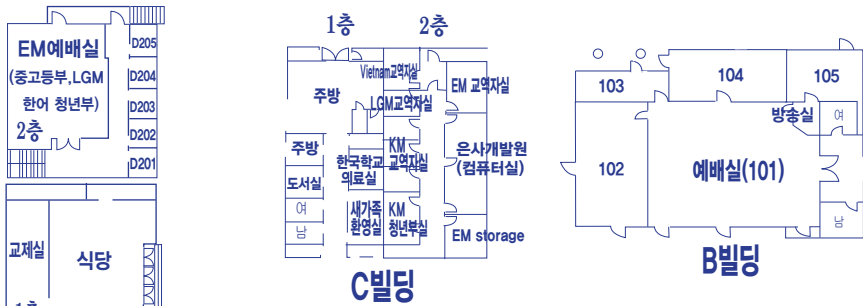 EM예배실
(중고등부,LGM
한어 청년부)
2층
D205
D204
D203
D202
D201
교제실
식당
1층
1층
2층
주방
Vietnam교역자실
LGM교역자실
EM 교역자실
주방
한국학교
의료실
KM
교역자실
은사개발원
(컴퓨터실)
도서실
여
남
새가족
환영실
KM
청년부실
EM storage
C빌딩
103
104
105
방송실
여
102
예배실(101)
남
B빌딩